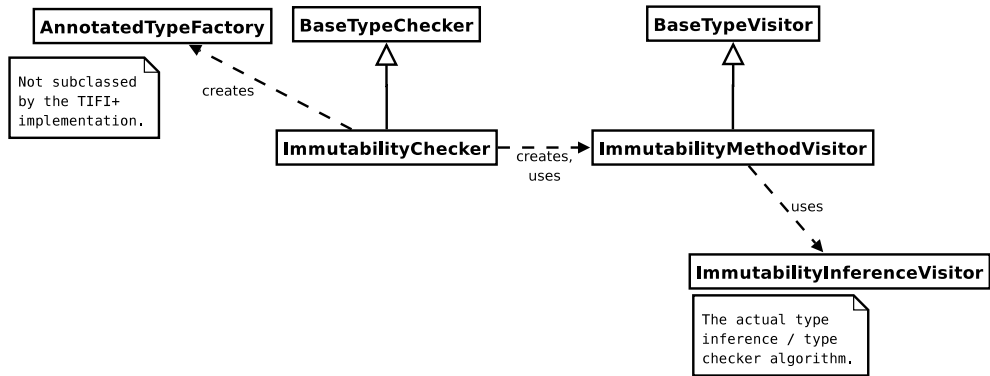 AnnotatedTypeFactory
BaseTypeChecker
BaseTypeVisitor
Not subclassed
by the TIFI+
implementation.
creates
ImmutabilityChecker
creates,
uses
ImmutabilityMethodVisitor
uses
ImmutabilityInferenceVisitor
The actual type
inference / type
checker algorithm.